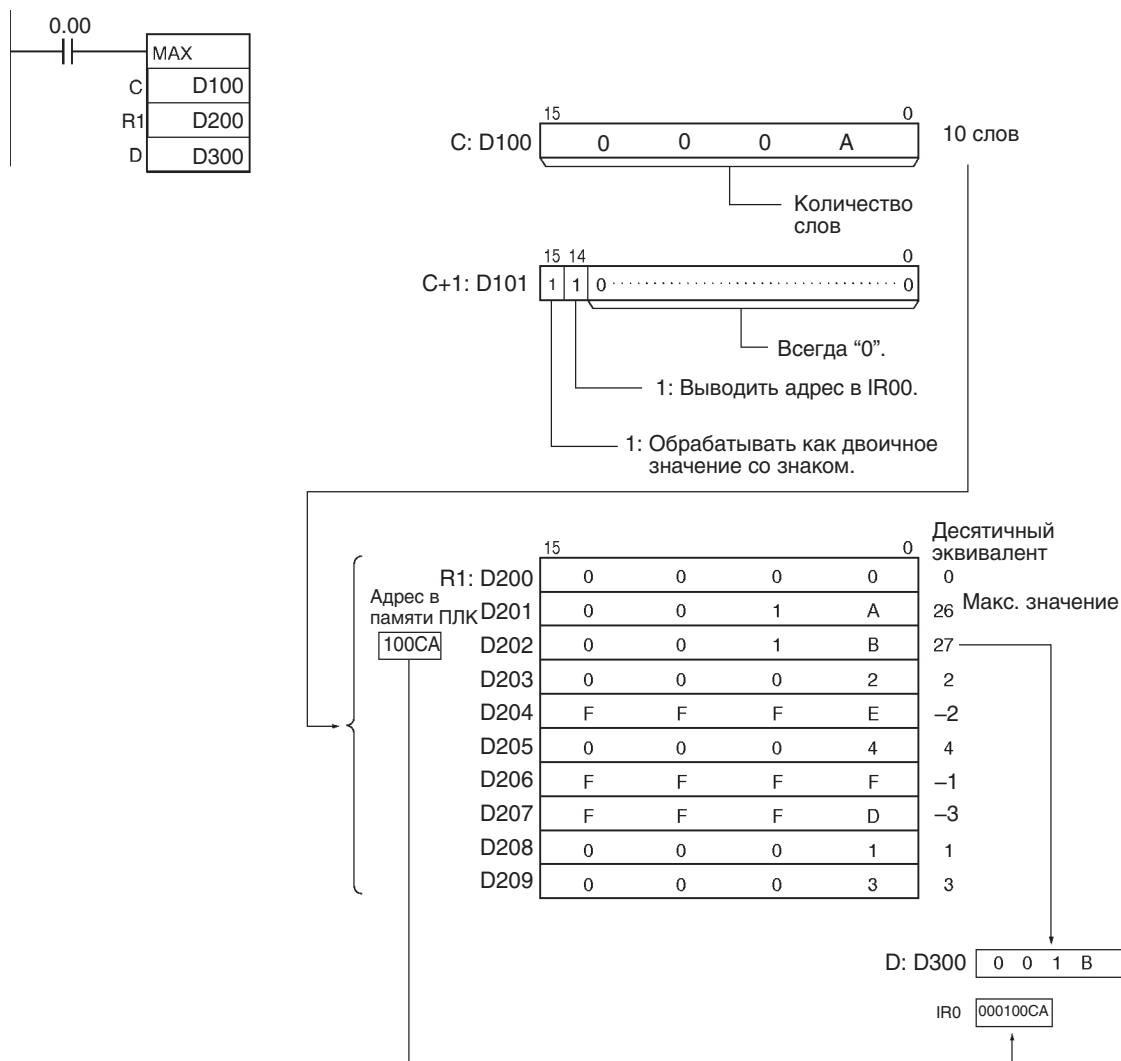 0.00
MAX
C D100
R1 D200
D D300
15 0
C: D100 0 0 0 A 10 слов
Количество
слов
15 14 0
C+1: D101 1 1 0 0
Всегда “0”.
1: Выводить адрес в IR00.
1: Обрабатывать как двоичное
значение со знаком.
Десятичный
эквивалент
15 0
R1: D200 0 0 0 0 0
Адрес в
памяти ПЛК
100CA
D201 0 0 1 A 26 Макс. значение
D202 0 0 1 B 27
D203 0 0 0 2 2
D204 F F F E –2
D205 0 0 0 4 4
D206 F F F F –1
D207 F F F D –3
D208 0 0 0 1 1
D209 0 0 0 3 3
D: D300 0 0 1 B
IR0 000100CA